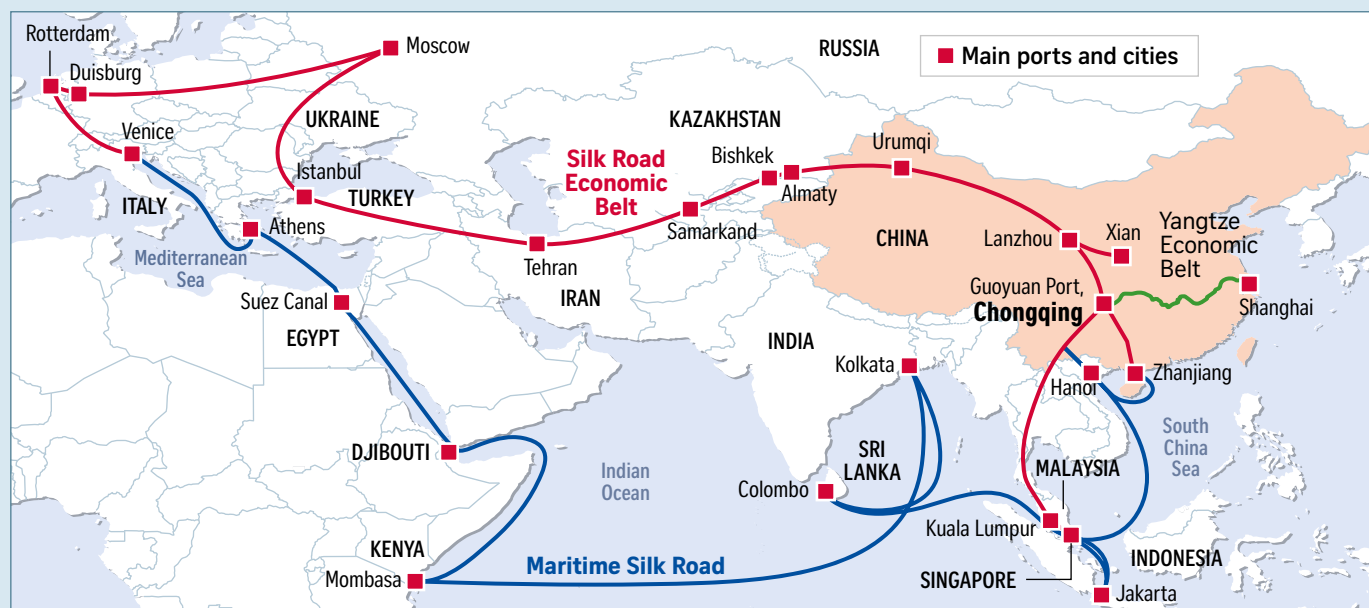 Rotterdam
Duisburg
Moscow
RUSSIA
Main ports and cities
Venice
UKRAINE
KAZAKHSTAN
Urumqi
Bishkek
Almaty
Silk Road
Economic
Belt
Istanbul
TURKEY
ITALY
Athens
Mediterranean
Sea
Samarkand
Tehran
IRAN
CHINA
Lanzhou
Xian
Yangtze
Economic
Belt
Guoyuan Port,
Chongqing
Shanghai
Suez Canal
EGYPT
INDIA
Kolkata
Hanoi
Zhanjiang
DJIBOUTI
Indian
Ocean
SRI
LANKA
Colombo
MALAYSIA
South
China
Sea
Kuala Lumpur
KENYA
Mombasa
Maritime Silk Road
SINGAPORE
INDONESIA
Jakarta